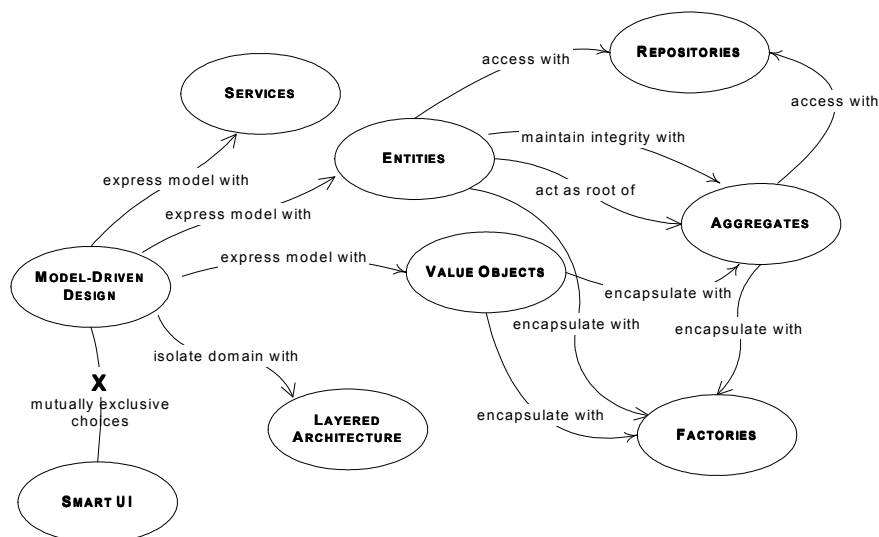 REPOSITORIES
access with
SERVICES
access with
maintain integrity with
ENTITIES
express model with
act as root of
express model with
AGGREGATES
express model with
VALUE OBJECTS
MODEL-DRIVEN
DESIGN
encapsulate with
encapsulate with
encapsulate with
isolate domain with
X
mutually exclusive
choices
encapsulate with
LAYERED
ARCHITECTURE
FACTORIES
SMART UI